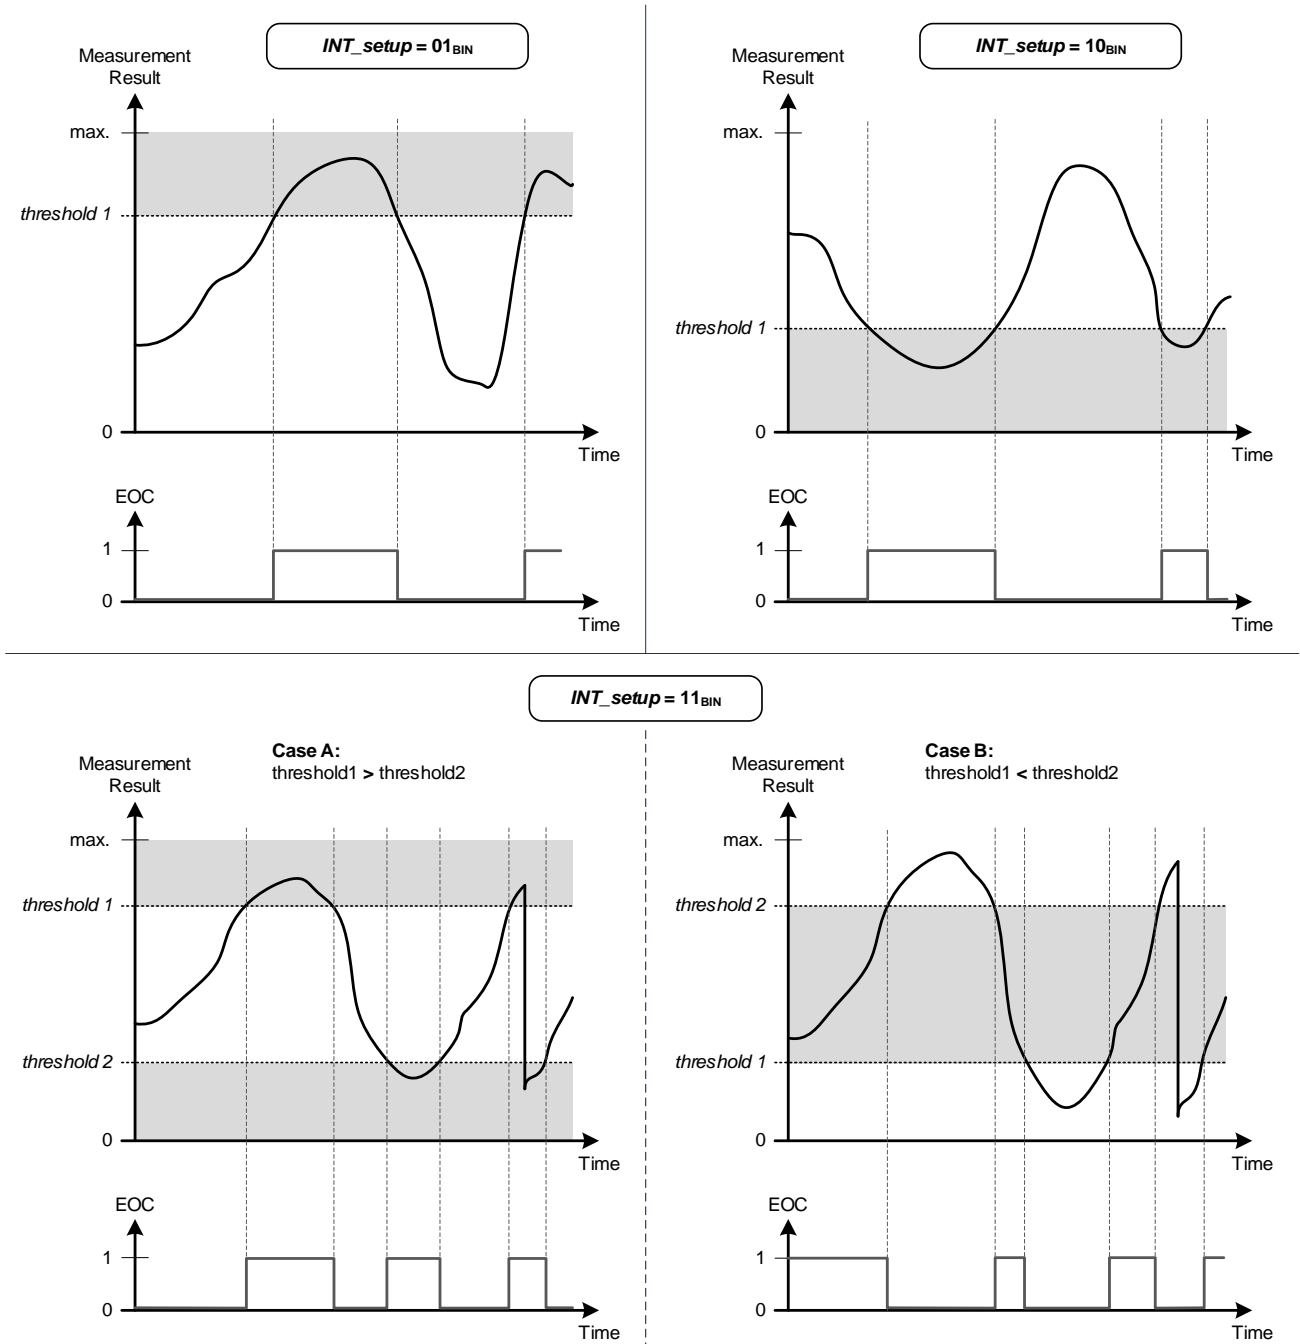 INT_setup = 01BIN
Measurement
Result
max.
threshold 1
0
Time
EOC
1
0
Time
INT_setup = 10BIN
Measurement
Result
max.
threshold 1
0
Time
EOC
1
0
Time
INT_setup = 11BIN
Case A:
threshold1 > threshold2
Measurement
Result
max.
threshold 1
threshold 2
0
Time
EOC
1
0
Time
Case B:
threshold1 < threshold2
Measurement
Result
max.
threshold 2
threshold 1
0
Time
EOC
1
0
Time